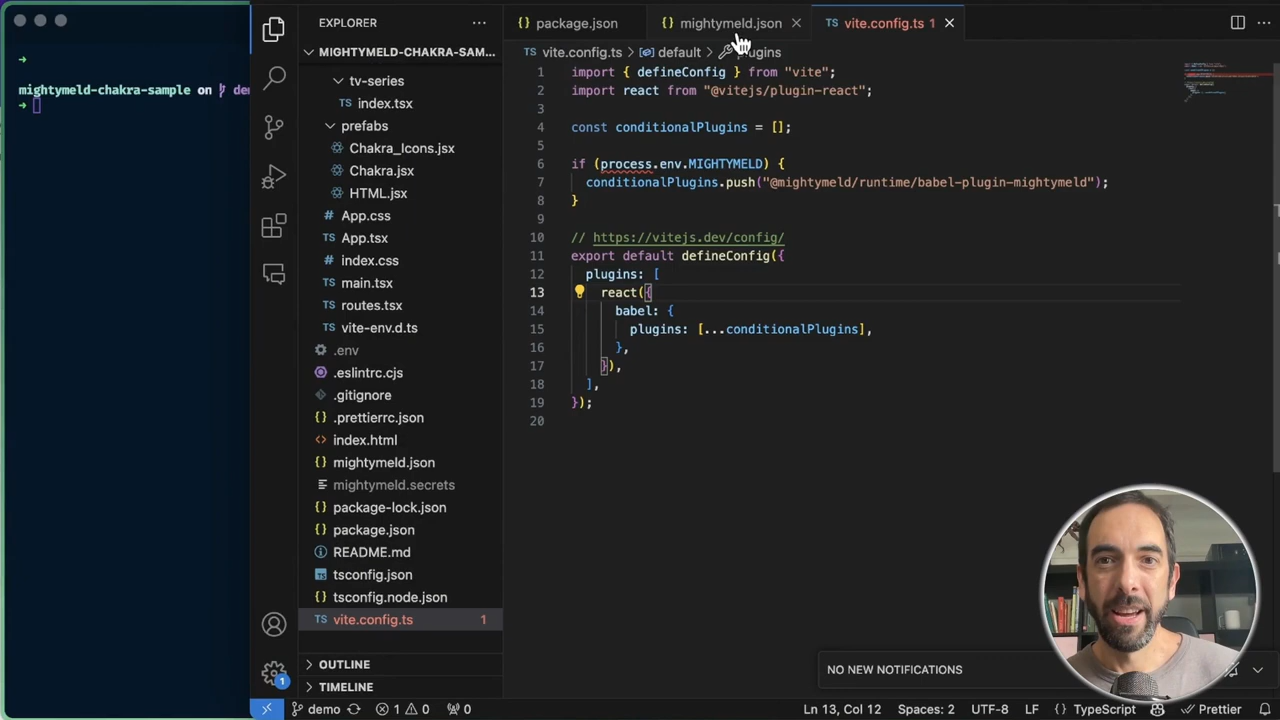 ➜
mightymeld-chakra-sample on dem
➜
EXPLORER
MIGHTYMELD-CHAKRA-SAM...
tv-series
index.tsx
prefabs
Chakra_Icons.jsx
Chakra.jsx
HTML.jsx
App.css
App.tsx
index.css
main.tsx
routes.tsx
vite-env.d.ts
.env
.eslintrc.cjs
.gitignore
.prettierrc.json
index.html
mightymeld.json
mightymeld.secrets
package-lock.json
package.json
README.md
tsconfig.json
tsconfig.node.json
vite.config.ts 1
OUTLINE
TIMELINE
package.json mightymeld.json vite.config.ts 1
TS vite.config.ts > default > plugins
1 import { defineConfig } from "vite";
2 import react from "@vitejs/plugin-react";
3
4 const conditionalPlugins = [];
5
6 if (process.env.MIGHTYMELD) {
7 conditionalPlugins.push("@mightymeld/runtime/babel-plugin-mightymeld");
8 }
9
10 // https://vitejs.dev/config/
11 export default defineConfig({
12 plugins: [
13 react({
14 babel: {
15 plugins: [...conditionalPlugins],
16 },
17 }),
18 ],
19 });
20
NO NEW NOTIFICATIONS
1
demo 1 0 0 Ln 13, Col 12 Spaces: 2 UTF-8 LF {} TypeScript Prettier